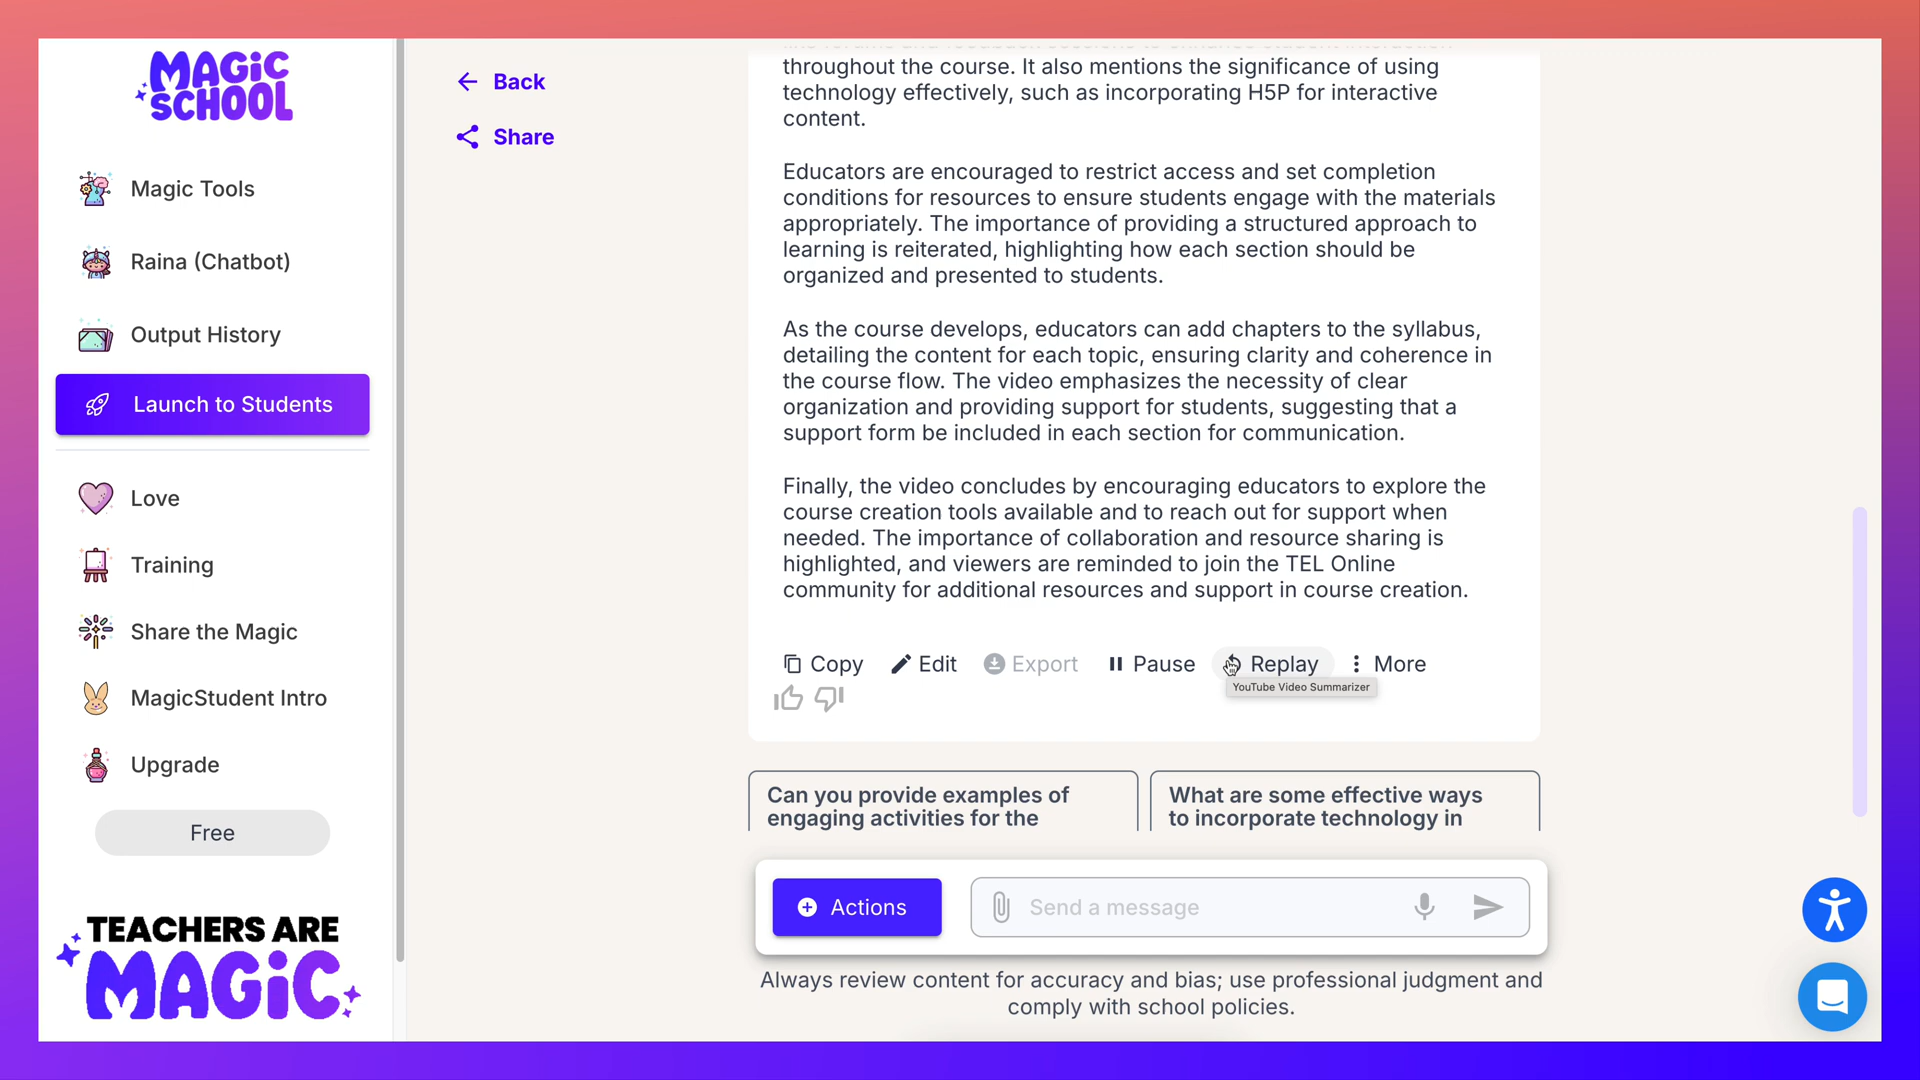 MAGiC
SCHOOL
Magic Tools
Raina (Chatbot)
Output History
Launch to Students
Love
Training
Share the Magic
MagicStudent Intro
Upgrade
Free
TEACHERS ARE
MAGiC
Back
Share
throughout the course. It also mentions the significance of using
technology effectively, such as incorporating H5P for interactive
content.
Educators are encouraged to restrict access and set completion
conditions for resources to ensure students engage with the materials
appropriately. The importance of providing a structured approach to
learning is reiterated, highlighting how each section should be
organized and presented to students.
As the course develops, educators can add chapters to the syllabus,
detailing the content for each topic, ensuring clarity and coherence in
the course flow. The video emphasizes the necessity of clear
organization and providing support for students, suggesting that a
support form be included in each section for communication.
Finally, the video concludes by encouraging educators to explore the
course creation tools available and to reach out for support when
needed. The importance of collaboration and resource sharing is
highlighted, and viewers are reminded to join the TEL Online
community for additional resources and support in course creation.
Copy Edit Export Pause Replay More
YouTube Video Summarizer
Can you provide examples of
engaging activities for the
What are some effective ways
to incorporate technology in
Actions
Send a message
Always review content for accuracy and bias; use professional judgment and
comply with school policies.